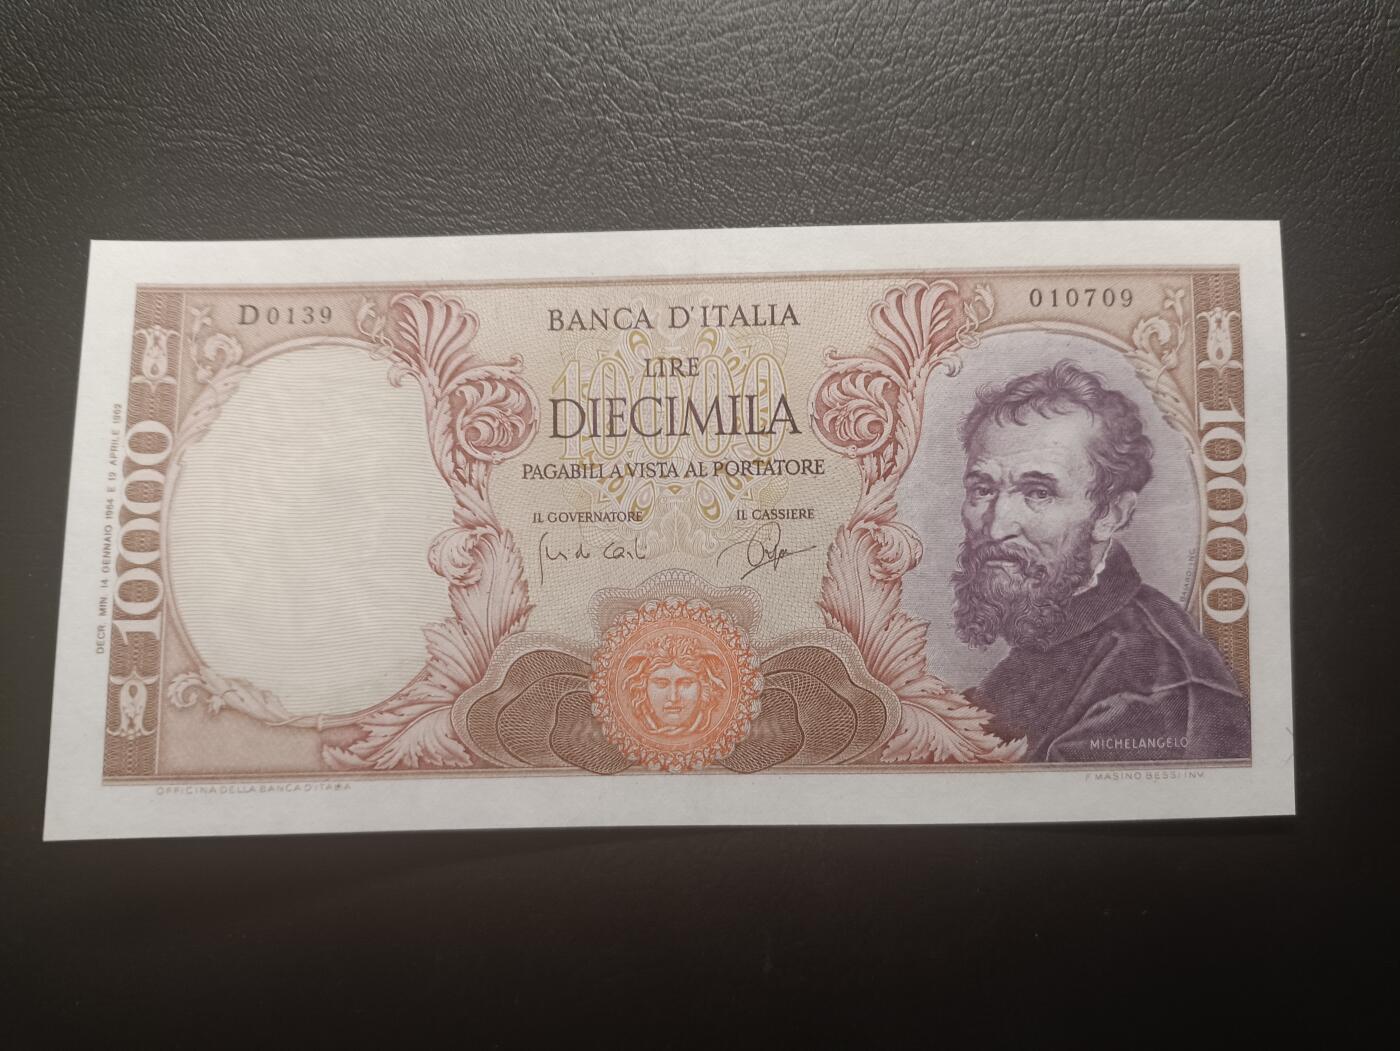 D0139
010709
BANCA D'ITALIA
10000
LIRE
DIECIMILA
PAGABILI A VISTA AL PORTATORE
IL GOVERNATORE
IL CASSIERE
10000
10000
DECR. MIN. 14 GENNAIO 1964 E 19 APRILE 1962
MICHELANGELO
OFFICINA DELLA BANCA D'ITALIA
F MASINO BESSI INV.